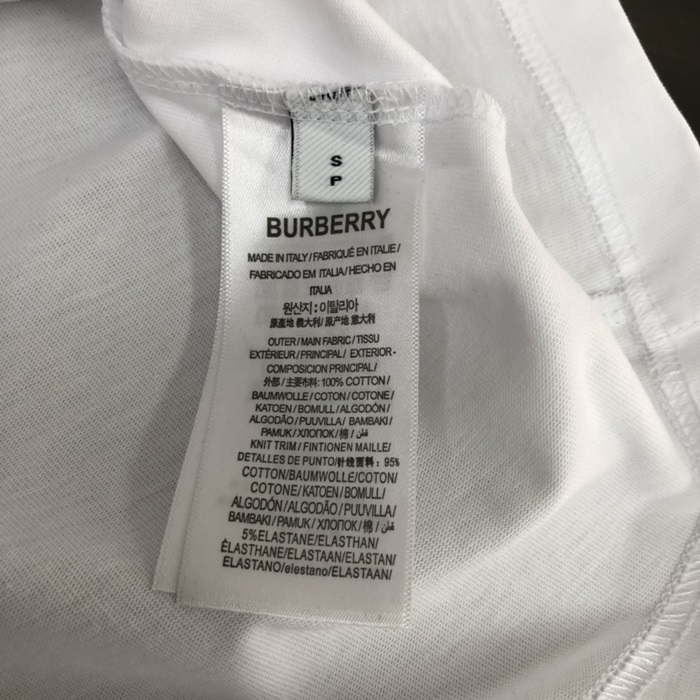 S
P
BURBERRY
MADE IN ITALY/FABRIQUÉ EN ITALIE/
FABRICADO EM ITALIA/HECHO EN
ITALIA
원산지:이탈리아
原產地 義大利/原产地 意大利
OUTER/MAIN FABRIC/TISSU
EXTÉRIEUR/PRINCIPAL/ EXTERIOR-
COMPOSICION PRINCIPAL/
外部/主要布料: 100% COTTON/
BAUMWOLLE/COTON/COTONE/
KATOEN/BOMULL/ALGODÓN/
ALGODÃO/PUUVILLA/ BAMBAKI/
PAMUK/ХЛОПОК/棉/ قطن
KNIT TRIM/FINTIONEN MAILLE/
DETALLES DE PUNTO/针线面料: 95%
COTTON/BAUMWOLLE/COTON/
COTONE/KATOEN/BOMULL/
ALGODÓN/ALGODÃO/PUUVILLA/
BAMBAKI/PAMUK/ХЛОПОК/棉/ قطن
5%ELASTANE/ELASTHAN/
ÉLASTHANE/ELASTAAN/ELASTAN/
ELASTANO/elestano/ELASTAAN/